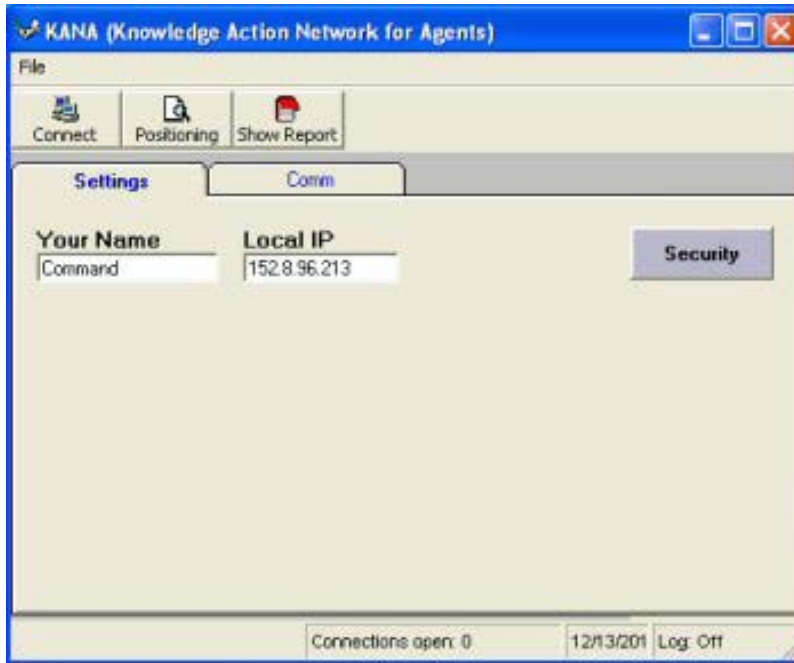 KANA (Knowledge Action Network for Agents)
File
Connect Positioning Show Report
Settings Comm
Your Name Local IP
Command 152.8.96.213 Security
Connections open: 0 12/13/201 Log: Off